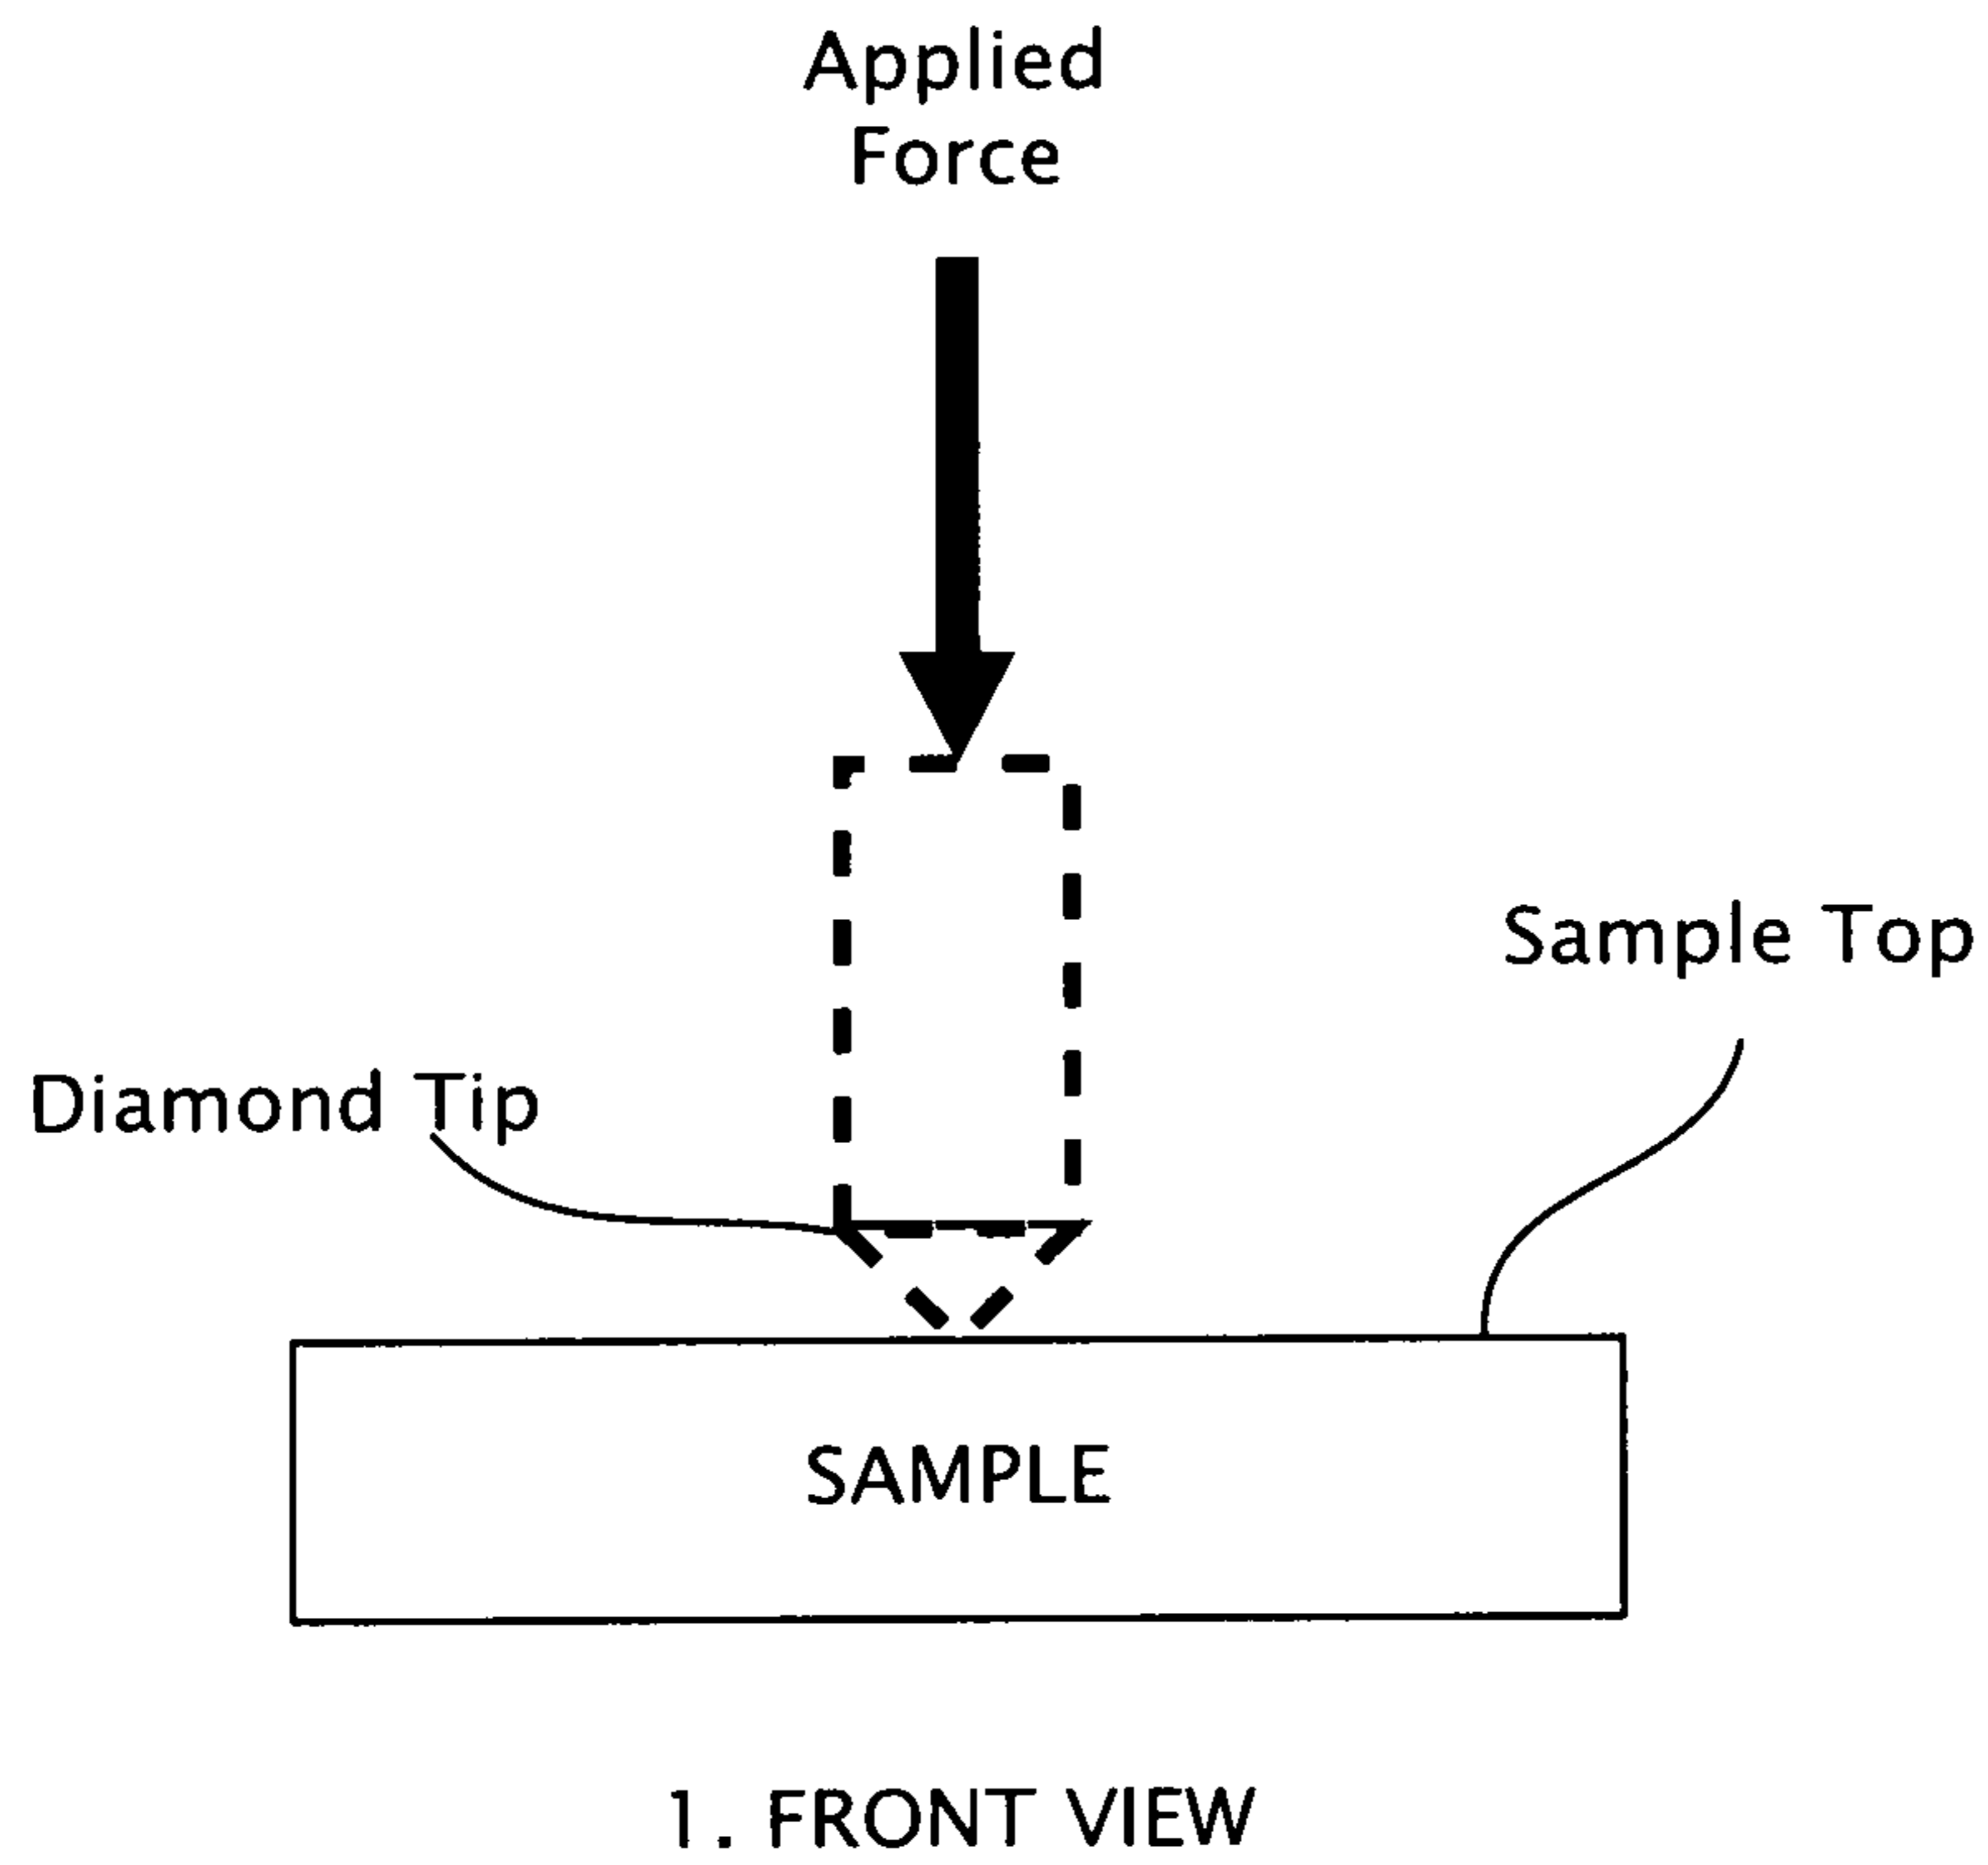 Applied
Force
Sample Top
Diamond Tip
SAMPLE
1. FRONT VIEW